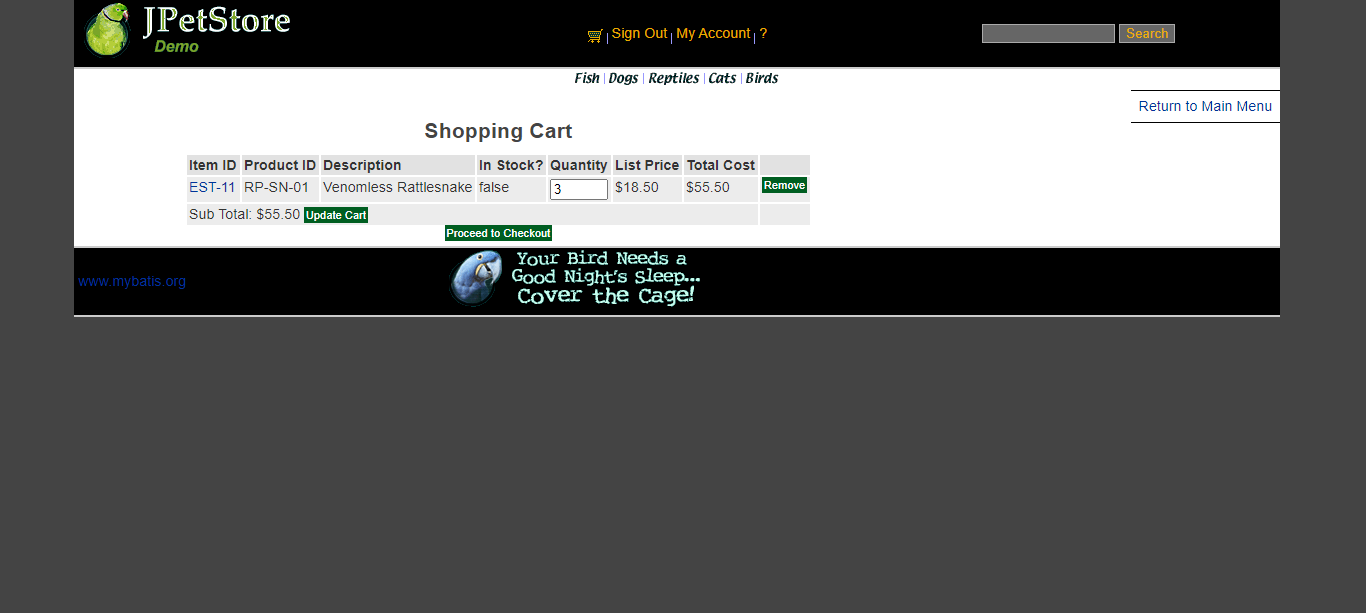 JPetStore
Demo
Sign Out My Account ?
Search
Fish Dogs Reptiles Cats Birds
Return to Main Menu
Shopping Cart
Item ID Product ID Description In Stock? Quantity List Price Total Cost
EST-11 RP-SN-01 Venomless Rattlesnake false 3 $18.50 $55.50 Remove
Sub Total: $55.50 Update Cart
Proceed to Checkout
www.mybatis.org
Your Bird Needs a
Good Night's Sleep...
Cover the Cage!